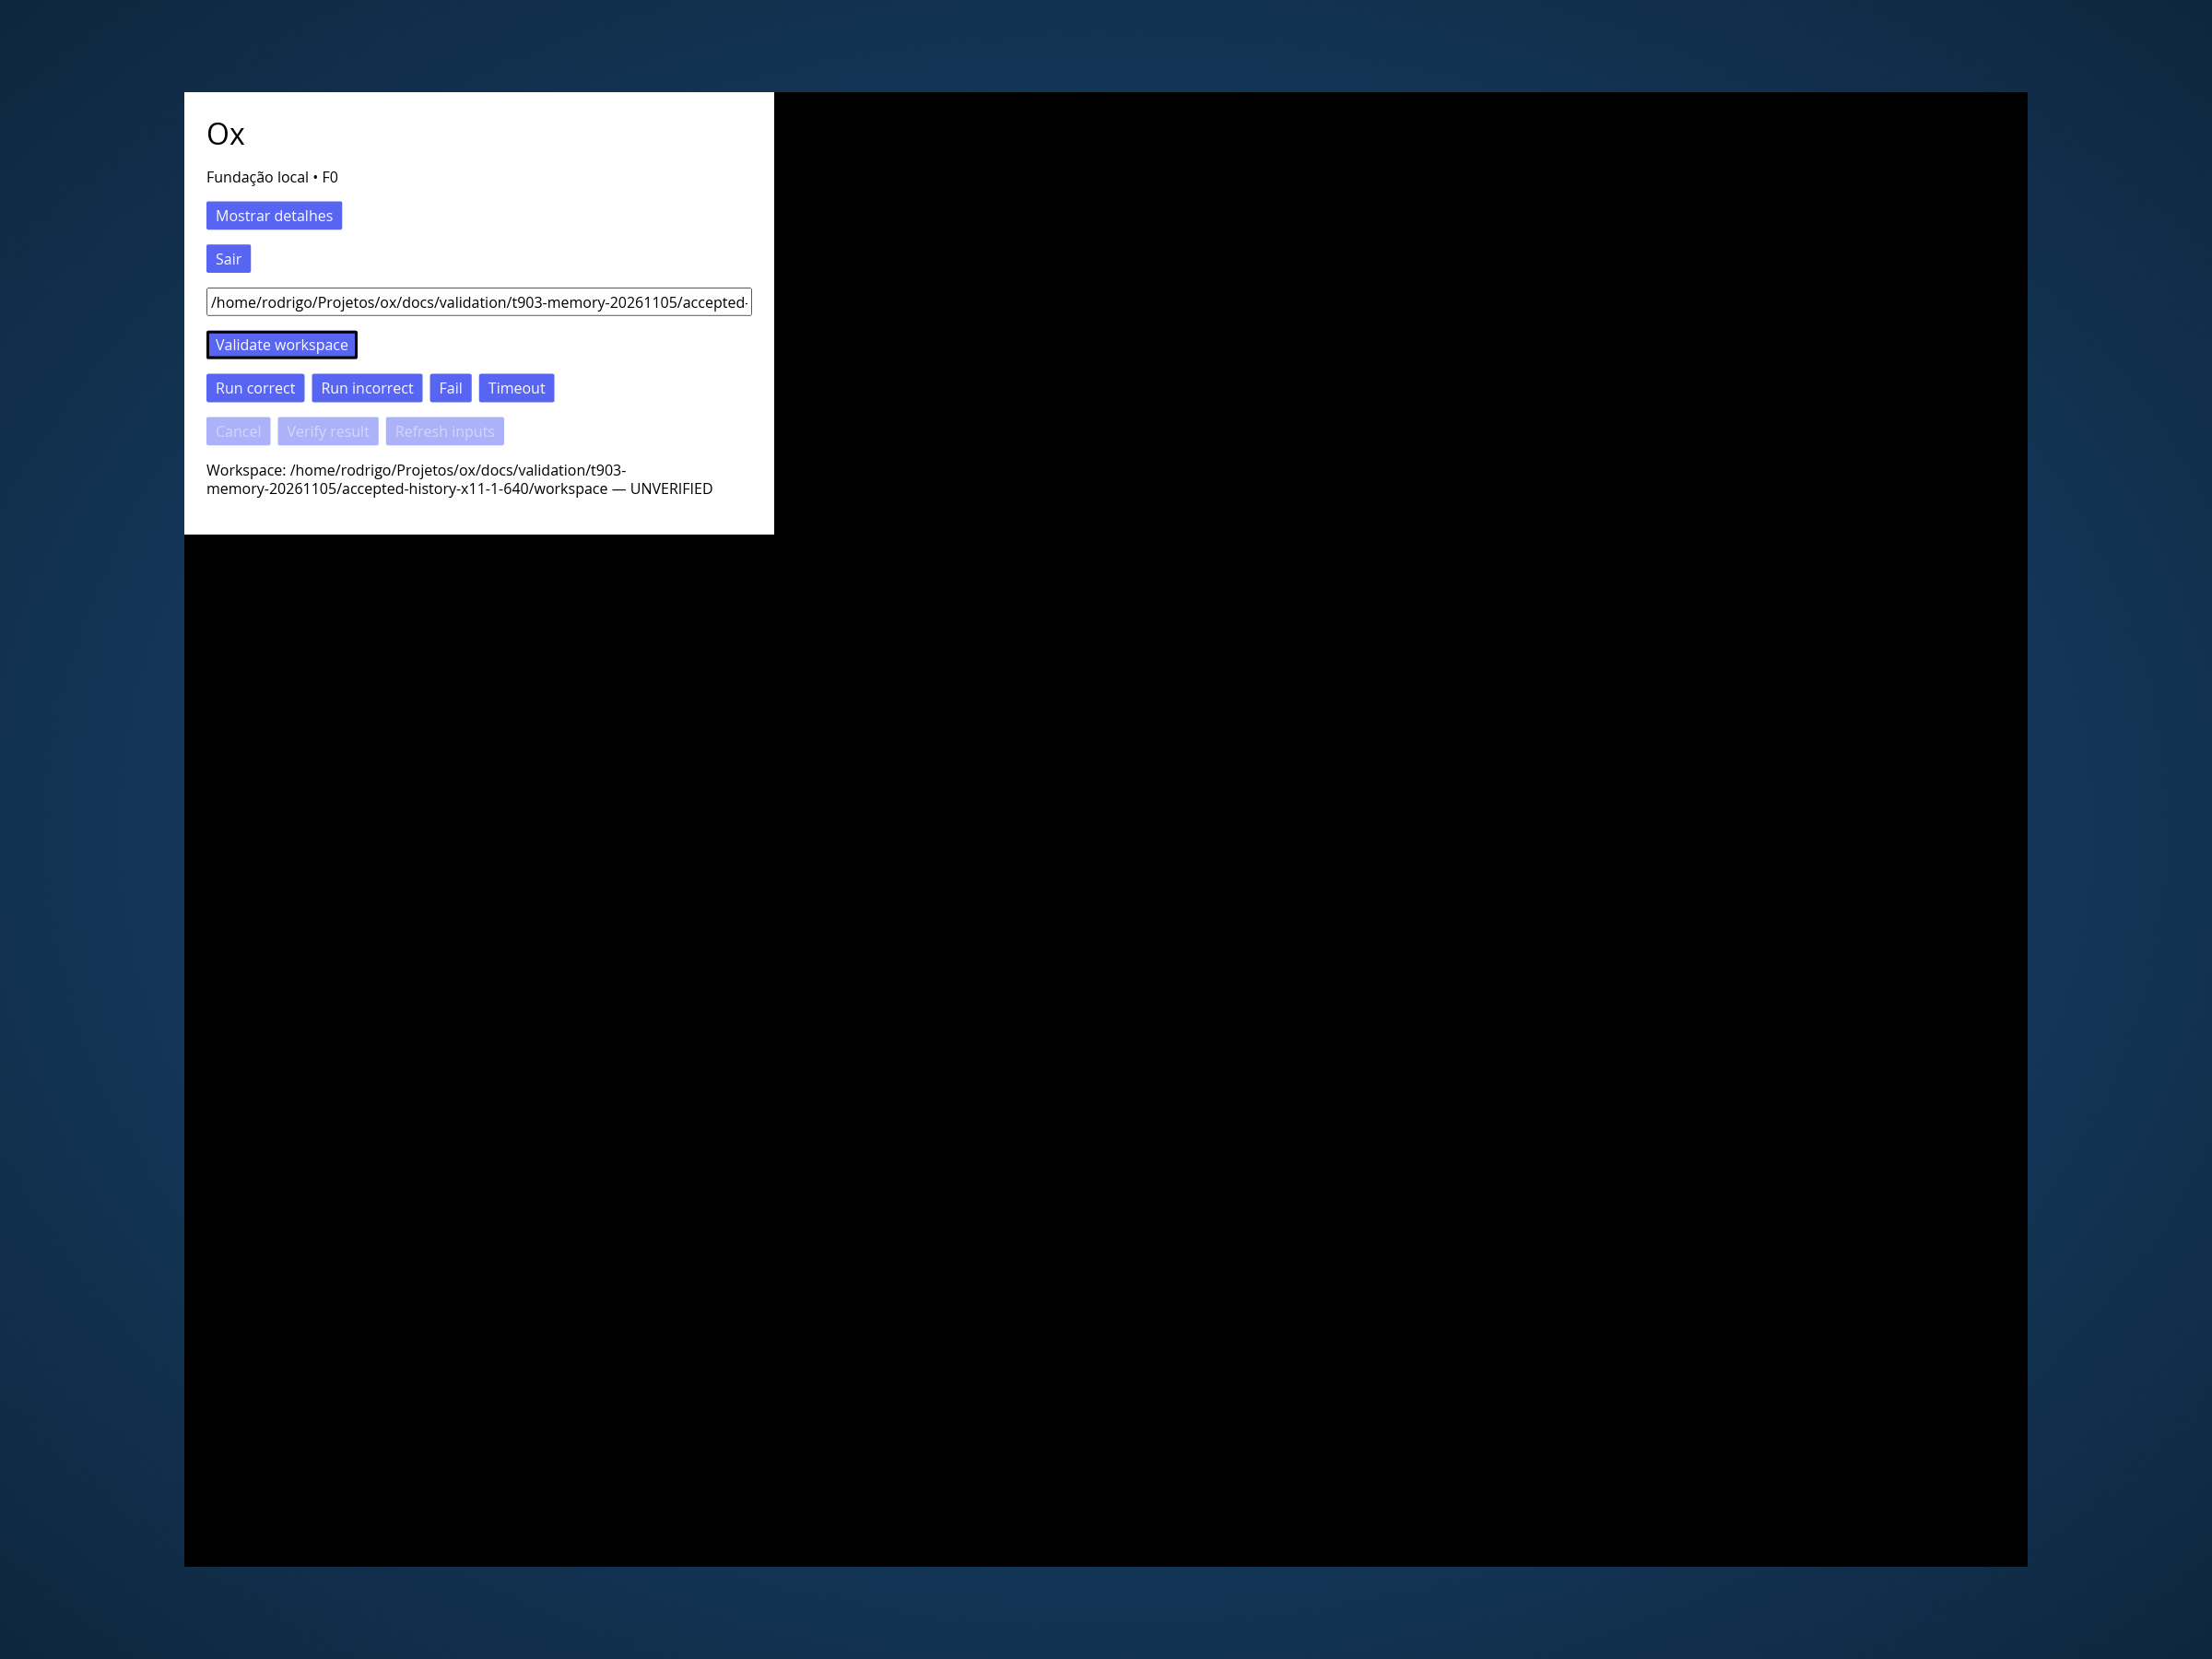 Ox
Fundação local • F0
Mostrar detalhes
Sair
/home/rodrigo/Projetos/ox/docs/validation/t903-memory-20261105/accepted-
Validate workspace
Run correct Run incorrect Fail Timeout
Cancel Verify result Refresh inputs
Workspace: /home/rodrigo/Projetos/ox/docs/validation/t903-
memory-20261105/accepted-history-x11-1-640/workspace — UNVERIFIED